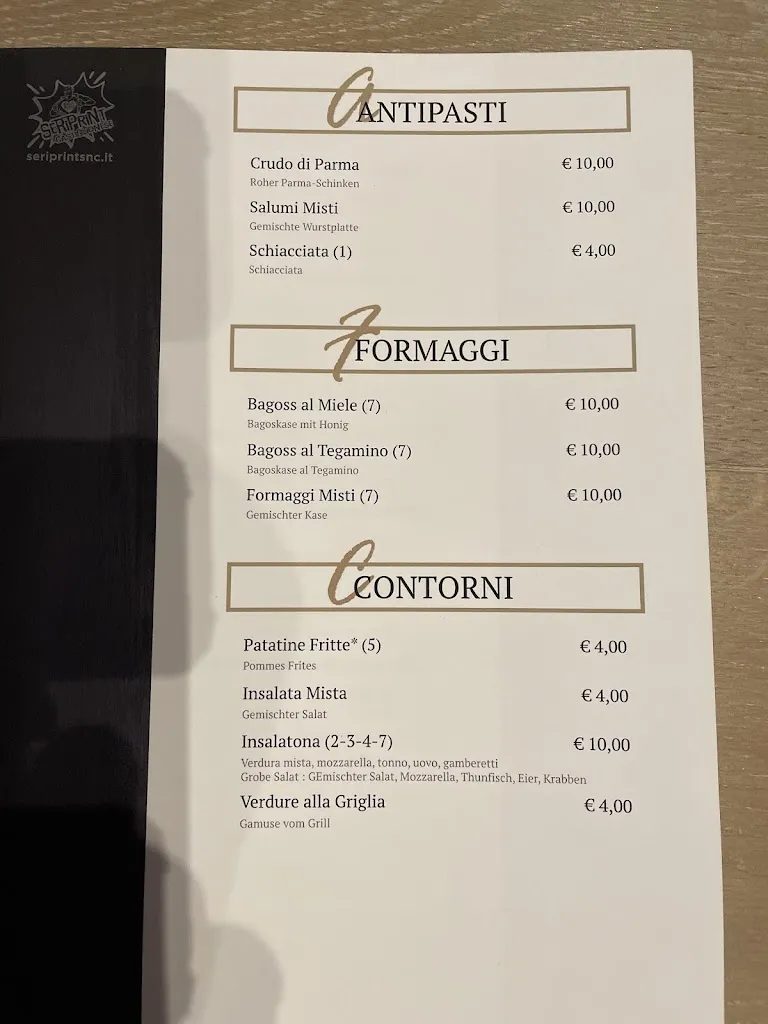 SERIPRINT
seriprintsnc.it
ANTIPASTI
Crudo di Parma € 10,00
Roher Parma-Schinken
Salumi Misti € 10,00
Gemischte Wurstplatte
Schiacciata (1) € 4,00
Schiacciata
FORMAGGI
Bagoss al Miele (7) € 10,00
Bagoskase mit Honig
Bagoss al Tegamino (7) € 10,00
Bagoskase al Tegamino
Formaggi Misti (7) € 10,00
Gemischter Kase
CONTORNI
Patatine Fritte* (5) € 4,00
Pommes Frites
Insalata Mista € 4,00
Gemischter Salat
Insalatona (2-3-4-7) € 10,00
Verdura mista, mozzarella, tonno, uovo, gamberetti
Grobe Salat : GEmischter Salat, Mozzarella, Thunfisch, Eier, Krabben
Verdure alla Griglia € 4,00
Gamuse vom Grill